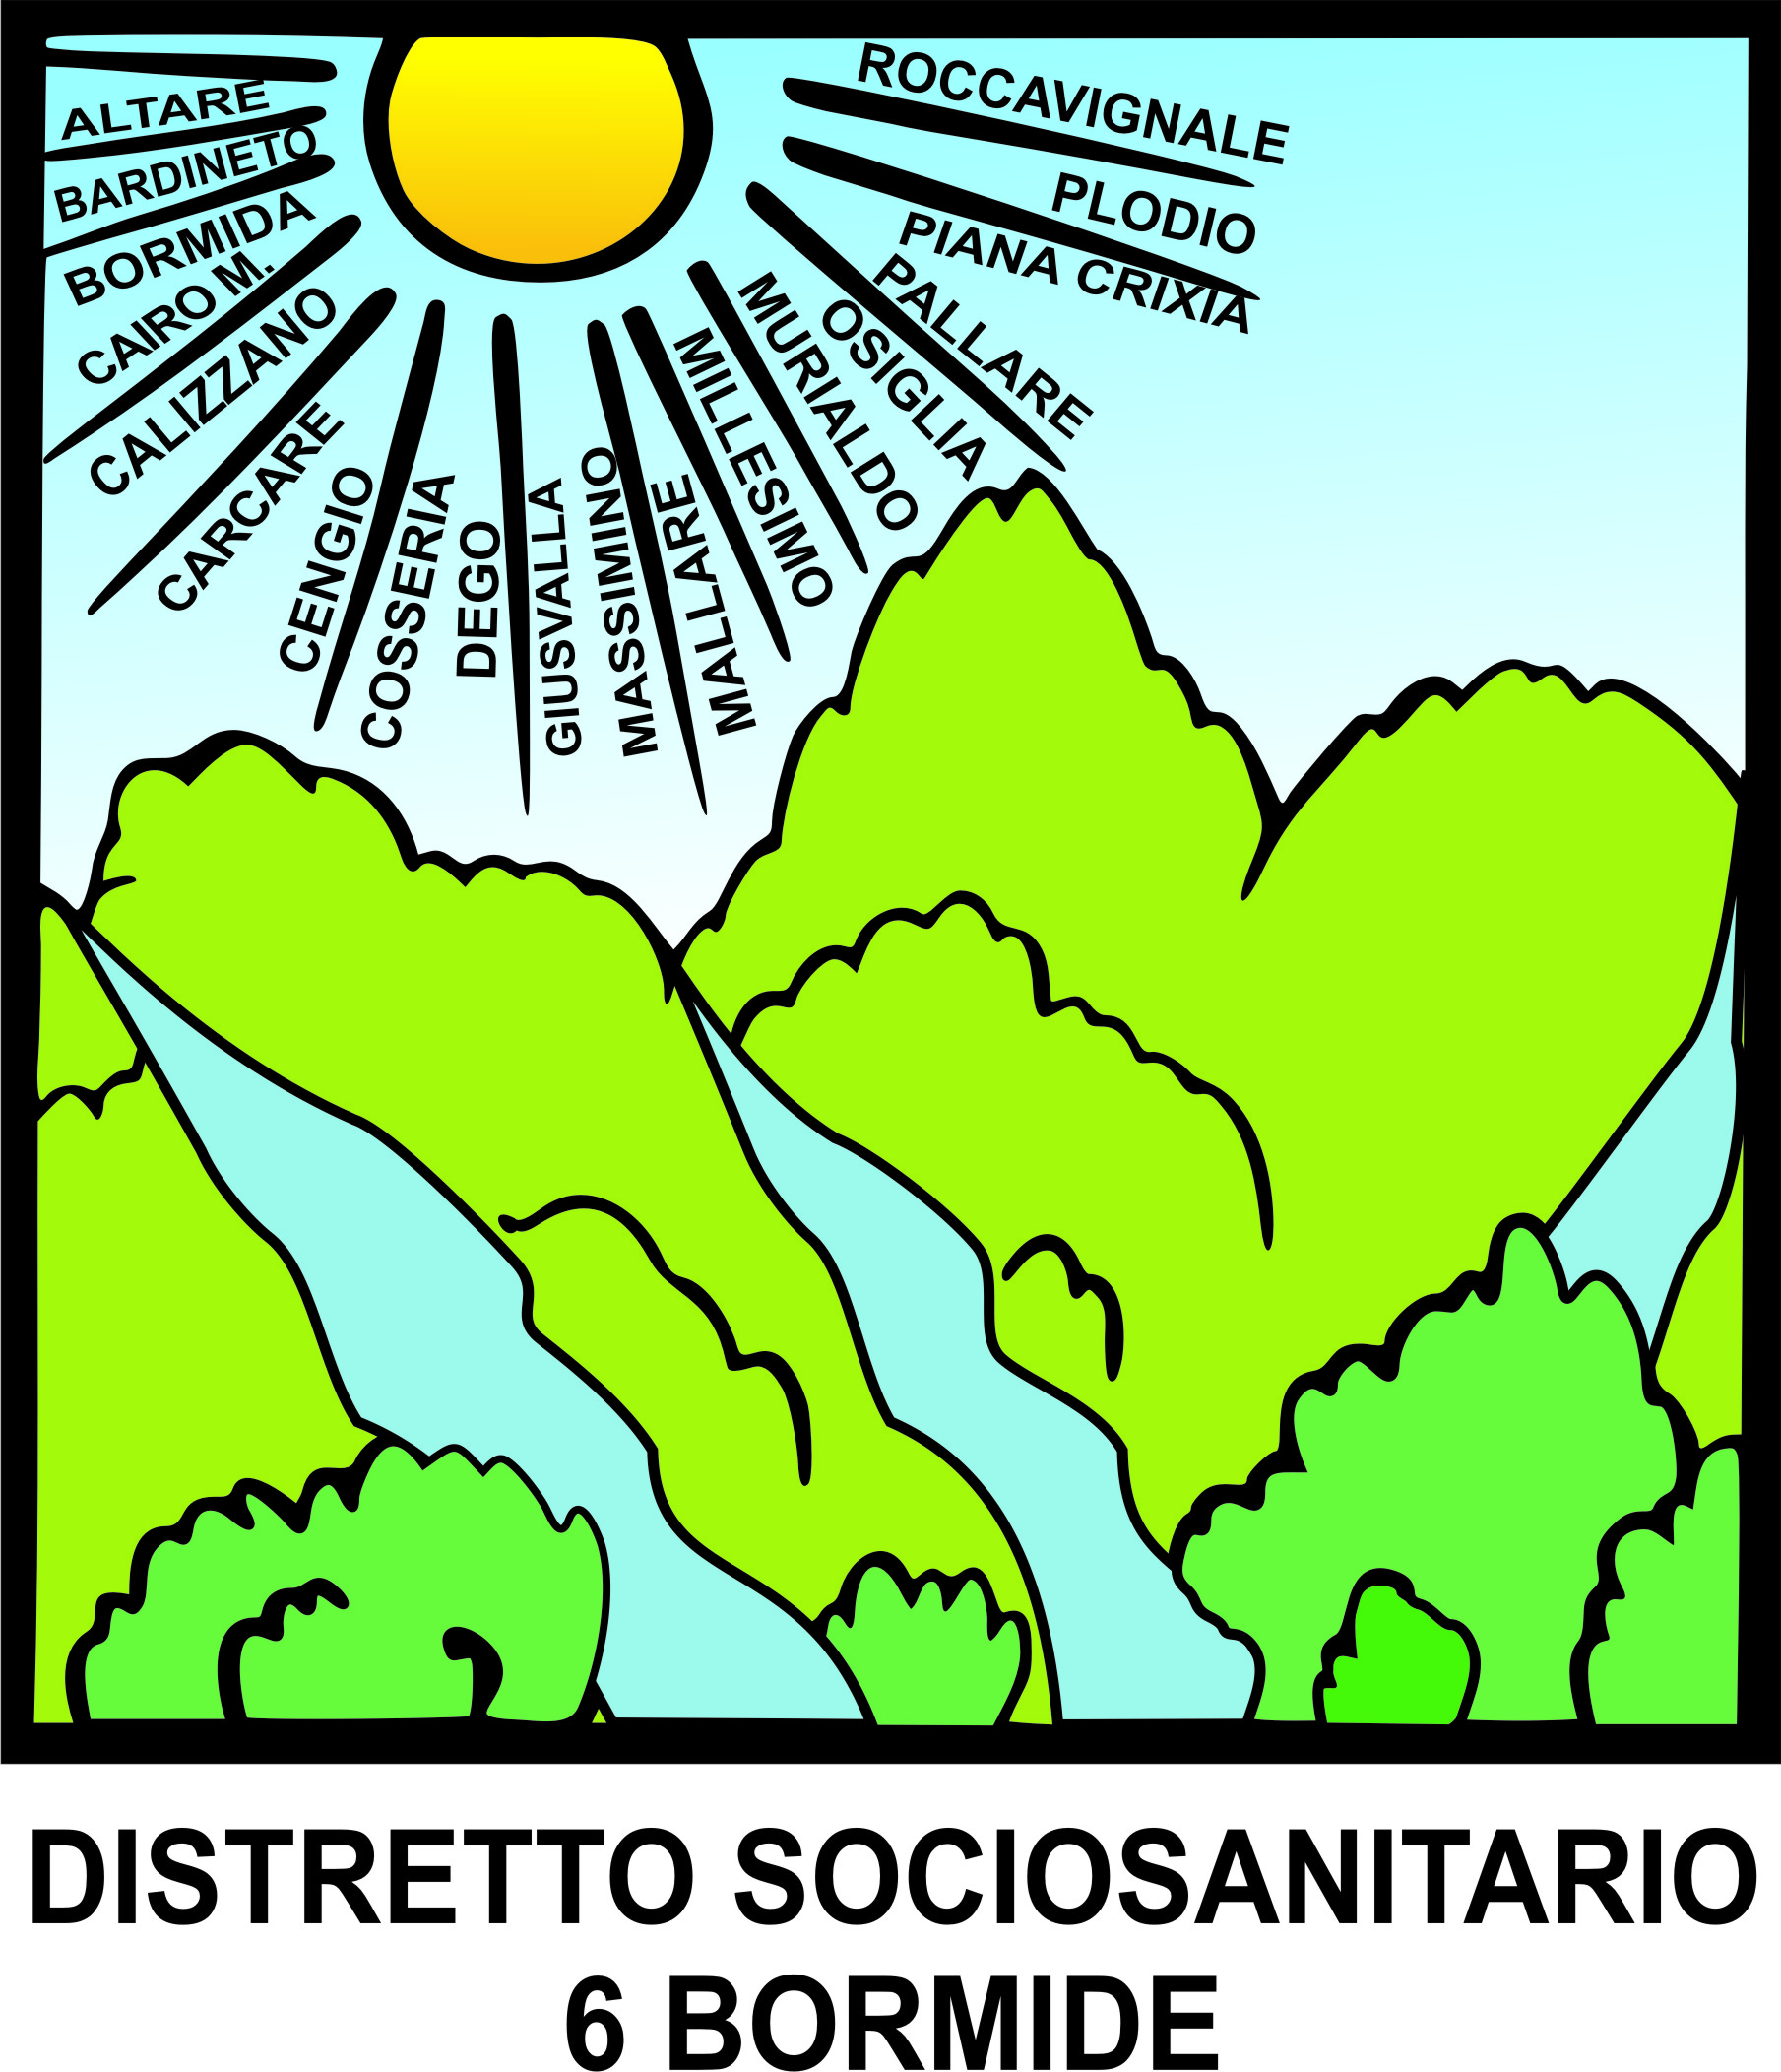 ALTARE
BARDINETO
BORMIDA
CAIRO M.
CALIZZANO
CARCARE
CENGIO
COSSERIA
DEGO
GIUSVALLA
MASSIMINO
MALLARE
MILLESIMO
MURIALDO
OSIGLIA
PALLARE
PIANA CRIXIA
PLODIO
ROCCAVIGNALE
DISTRETTO SOCIOSANITARIO
6 BORMIDE